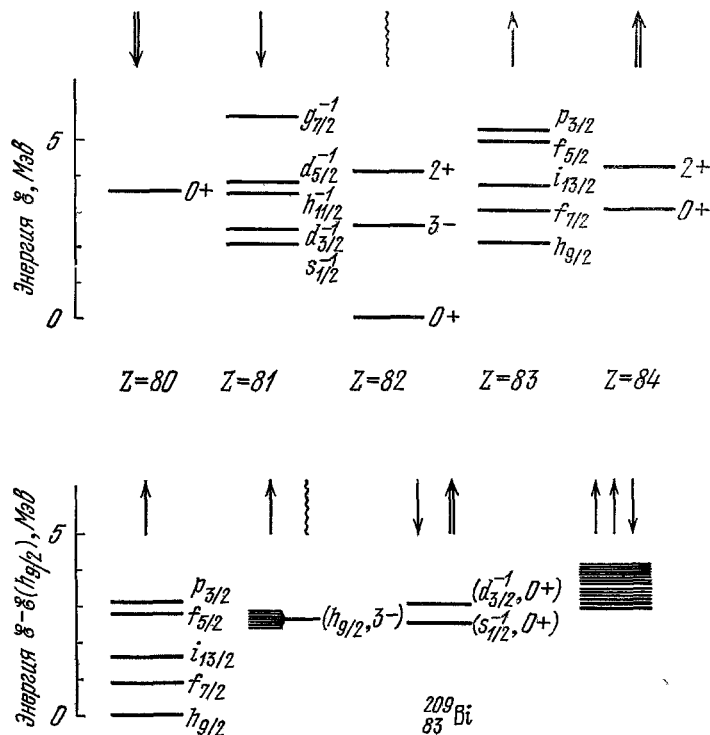 Энергия ℰ, МэВ
5
0
0+
g₇/₂⁻¹
d₅/₂⁻¹
h₁₁/₂⁻¹
d₃/₂⁻¹
s₁/₂⁻¹
2+
3−
0+
p₃/₂
f₅/₂
i₁₃/₂
f₇/₂
h₉/₂
2+
0+
Z=80
Z=81
Z=82
Z=83
Z=84
Энергия ℰ-ℰ(h₉/₂), МэВ
5
0
p₃/₂
f₅/₂
i₁₃/₂
f₇/₂
h₉/₂
(h₉/₂, 3−)
(d₃/₂⁻¹, 0+)
(s₁/₂⁻¹, 0+)
²⁰⁹₈₃Bi